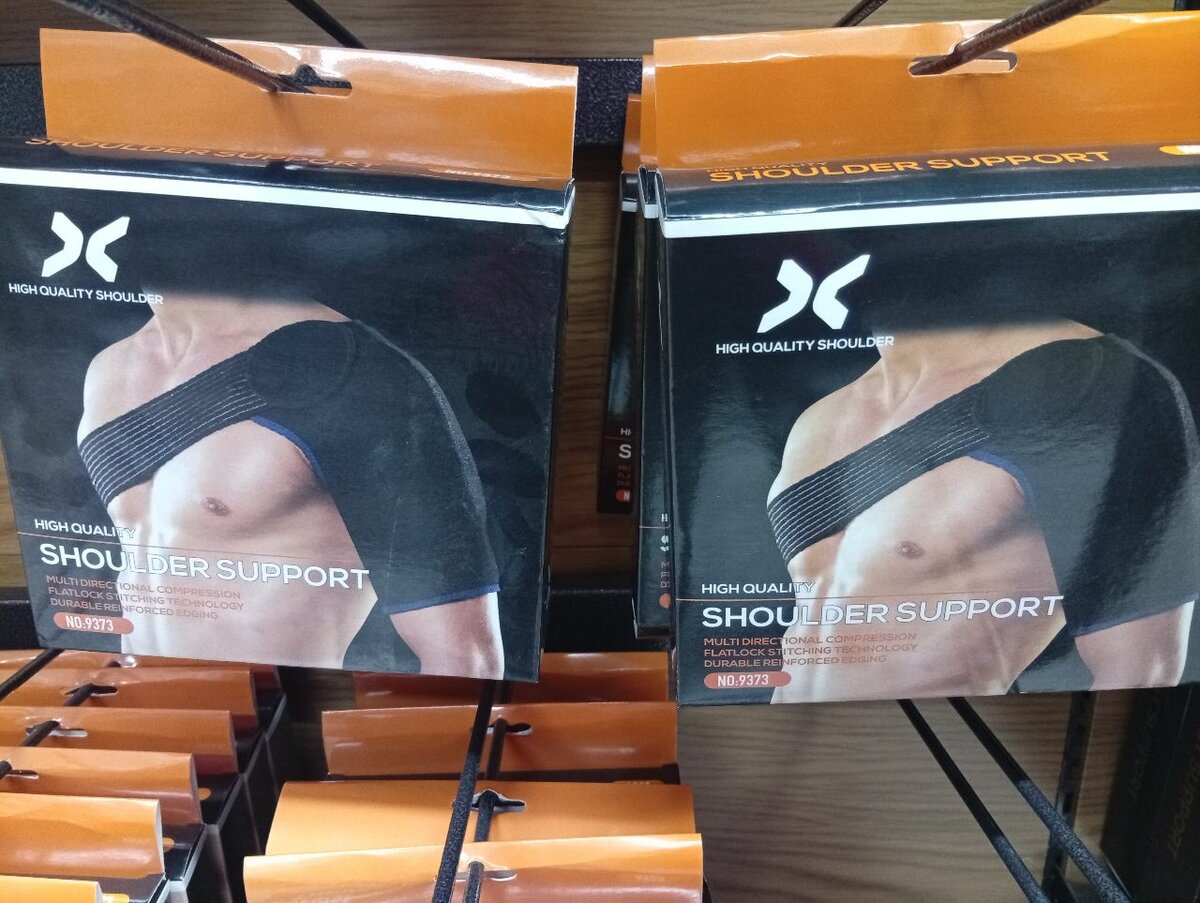 SHOULDER SUPPORT
HIGH QUALITY SHOULDER
HIGH QUALITY
SHOULDER SUPPORT
MULTI DIRECTIONAL COMPRESSION
FLATLOCK STITCHING TECHNOLOGY
DURABLE REINFORCED EDGING
NO.9373
HIGH QUALITY
SHOULDER SUPPORT
HIGH QUALITY SHOULDER
HIGH QUALITY
SHOULDER SUPPORT
MULTI DIRECTIONAL COMPRESSION
FLATLOCK STITCHING TECHNOLOGY
DURABLE REINFORCED EDGING
NO.9373